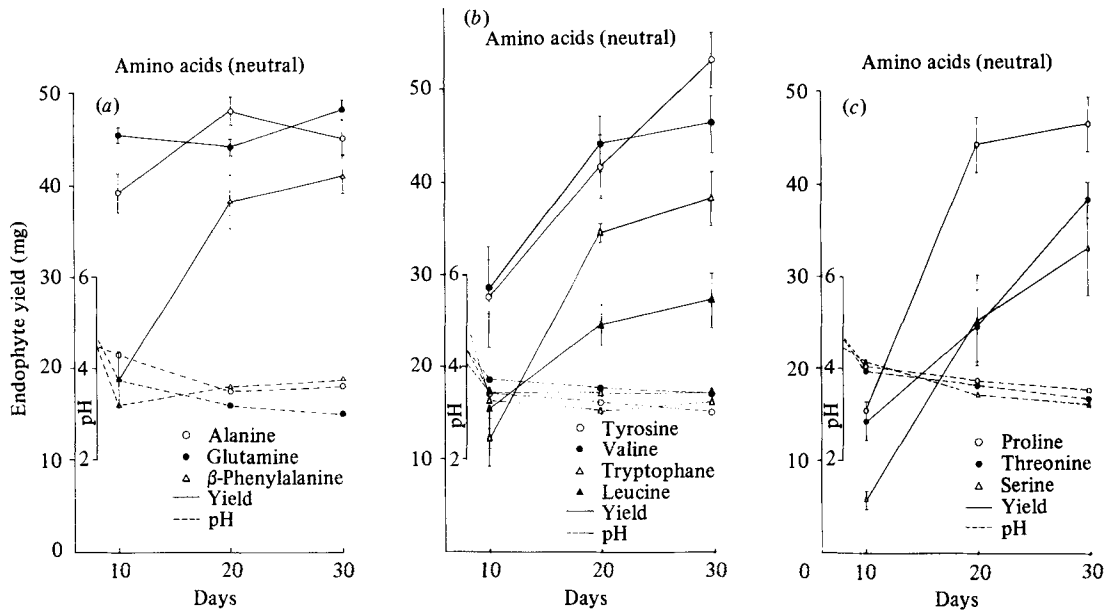 (a)
Amino acids (neutral)
Endophyte yield (mg)
50
40
30
20
10
0
6
4
2
pH
Alanine
Glutamine
β-Phenylalanine
Yield
pH
10 20 30
Days
(b)
Amino acids (neutral)
50
40
30
20
10
6
4
2
pH
Tyrosine
Valine
Tryptophane
Leucine
Yield
pH
10 20 30
Days
(c)
Amino acids (neutral)
50
40
30
20
10
0
6
4
2
pH
Proline
Threonine
Serine
Yield
pH
10 20 30
Days